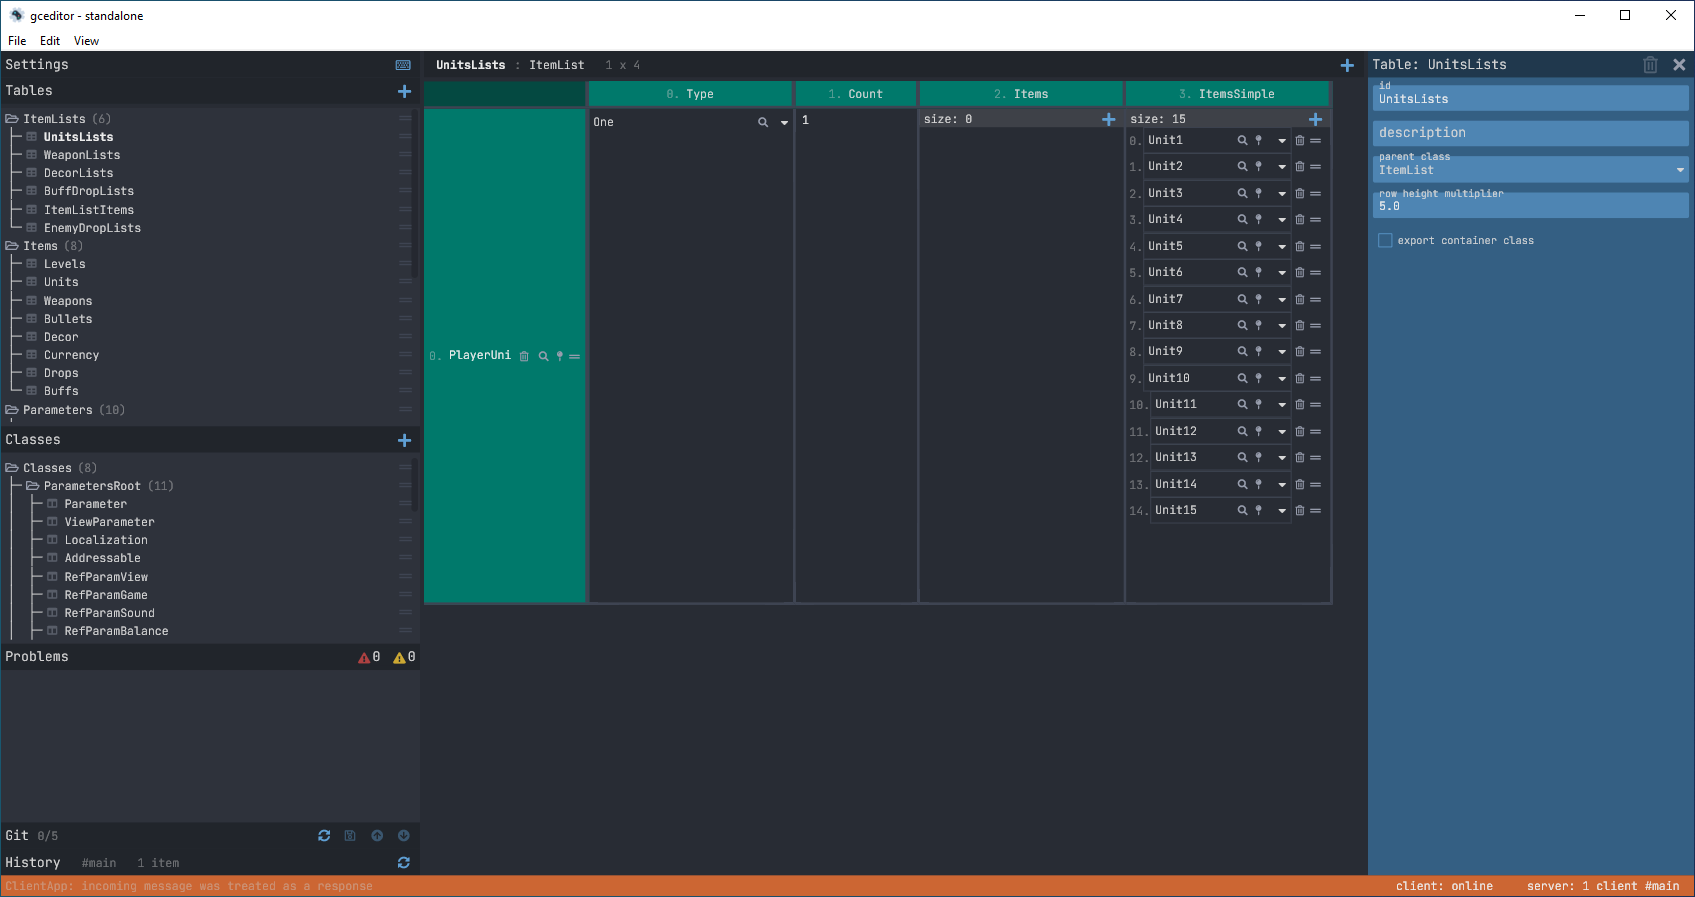 gceditor - standalone
File Edit View
Settings
Tables
ItemLists (6)
UnitsLists
WeaponLists
DecorLists
BuffDropLists
ItemListItems
EnemyDropLists
Items (8)
Levels
Units
Weapons
Bullets
Decor
Currency
Drops
Buffs
Parameters (10)
Classes
Classes (8)
ParametersRoot (11)
Parameter
ViewParameter
Localization
Addressable
RefParamView
RefParamGame
RefParamSound
RefParamBalance
Problems 0 0
Git 0/5
History #main 1 item
UnitsLists : ItemList 1 x 4
0. Type 1. Count 2. Items 3. ItemsSimple
0. PlayerUni
One
1
size: 0
size: 15
0. Unit1
1. Unit2
2. Unit3
3. Unit4
4. Unit5
5. Unit6
6. Unit7
7. Unit8
8. Unit9
9. Unit10
10. Unit11
11. Unit12
12. Unit13
13. Unit14
14. Unit15
Table: UnitsLists
id
UnitsLists
description
parent class
ItemList
row height multiplier
5.0
export container class
ClientApp: incoming message was treated as a response
client: online server: 1 client #main